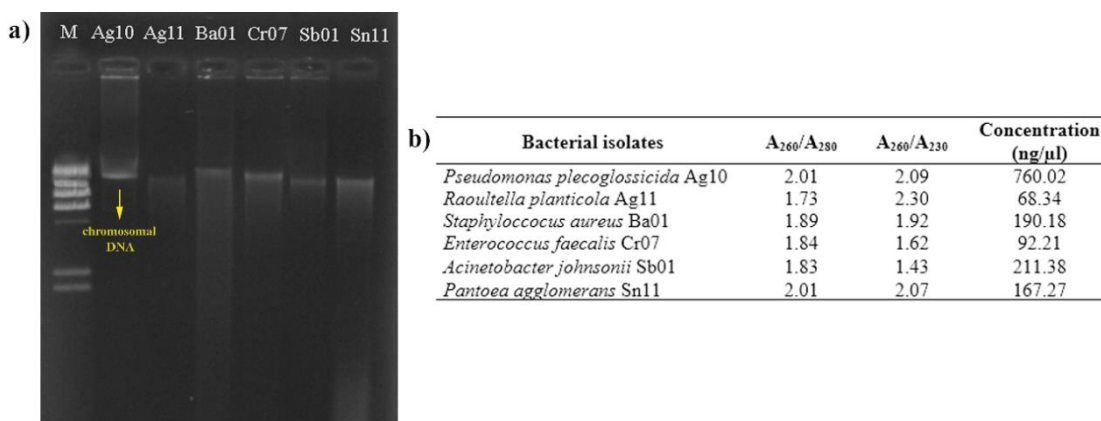 a)
M Ag10 Ag11 Ba01 Cr07 Sb01 Sn11
chromosomal
DNA
b)
Bacterial isolates A260/A280 A260/A230 Concentration (ng/µl)
Pseudomonas plecoglossicida Ag10 2.01 2.09 760.02
Raoultella planticola Ag11 1.73 2.30 68.34
Staphyloccocus aureus Ba01 1.89 1.92 190.18
Enterococcus faecalis Cr07 1.84 1.62 92.21
Acinetobacter johnsonii Sb01 1.83 1.43 211.38
Pantoea agglomerans Sn11 2.01 2.07 167.27